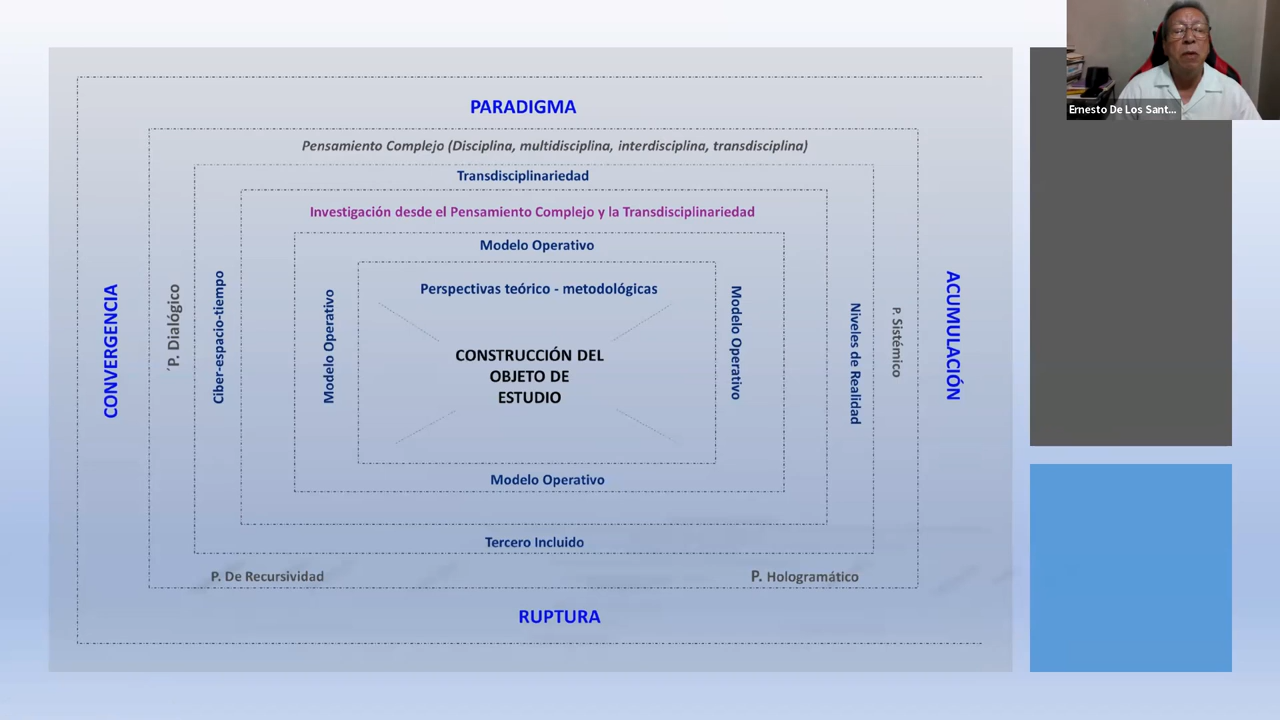 Ernesto De Los Sant...
PARADIGMA
Pensamiento Complejo (Disciplina, multidisciplina, interdisciplina, transdisciplina)
Transdisciplinariedad
Investigación desde el Pensamiento Complejo y la Transdisciplinariedad
Modelo Operativo
Perspectivas teórico - metodológicas
CONVERGENCIA
´P. Dialógico
Ciber-espacio-tiempo
Modelo Operativo
CONSTRUCCIÓN DEL
OBJETO DE
ESTUDIO
Modelo Operativo
Niveles de Realidad
P. Sistémico
ACUMULACIÓN
Modelo Operativo
Tercero Incluido
P. De Recursividad
P. Hologramático
RUPTURA